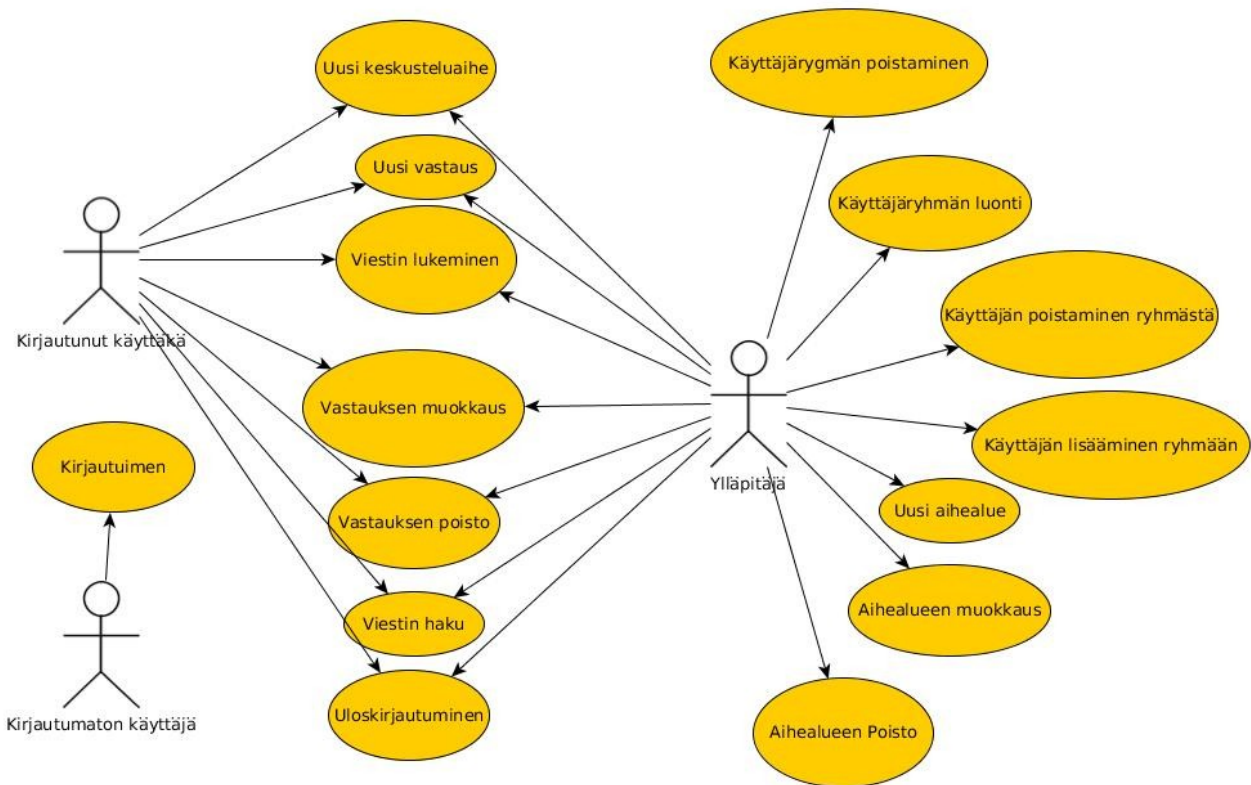 Uusi keskusteluaihe
Käyttäjärygmän poistaminen
Uusi vastaus
Käyttäjäryhmän luonti
Viestin lukeminen
Käyttäjän poistaminen ryhmästä
Kirjautunut käyttäkä
Vastauksen muokkaus
Käyttäjän lisääminen ryhmään
Kirjautuimen
Ylläpitäjä
Uusi aihealue
Vastauksen poisto
Aihealueen muokkaus
Viestin haku
Kirjautumaton käyttäjä
Uloskirjautuminen
Aihealueen Poisto